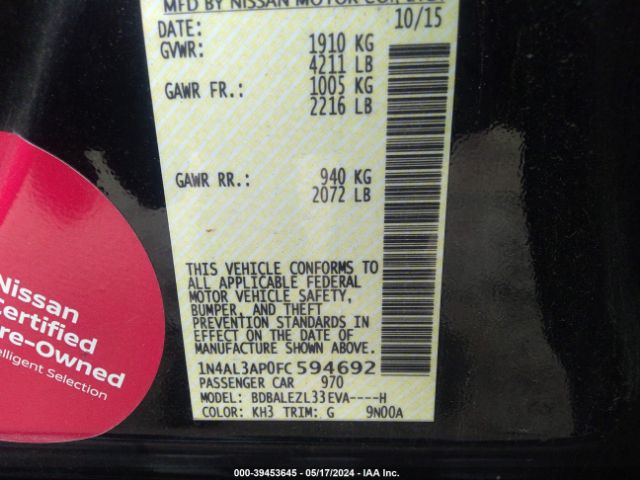 MFD BY NISSAN MOTOR CO., LTD.
DATE: 10/15
GVWR: 1910 KG
4211 LB
GAWR FR.: 1005 KG
2216 LB
GAWR RR.: 940 KG
2072 LB
THIS VEHICLE CONFORMS TO
ALL APPLICABLE FEDERAL
MOTOR VEHICLE SAFETY,
BUMPER, AND THEFT
PREVENTION STANDARDS IN
EFFECT ON THE DATE OF
MANUFACTURE SHOWN ABOVE.
1N4AL3AP0FC594692
PASSENGER CAR 970
MODEL: BDBALEZL33EVA----H
COLOR: KH3 TRIM: G 9N00A
Nissan
Certified
Pre-Owned
Intelligent Selection
000-39453645 - 05/17/2024 - IAA Inc.